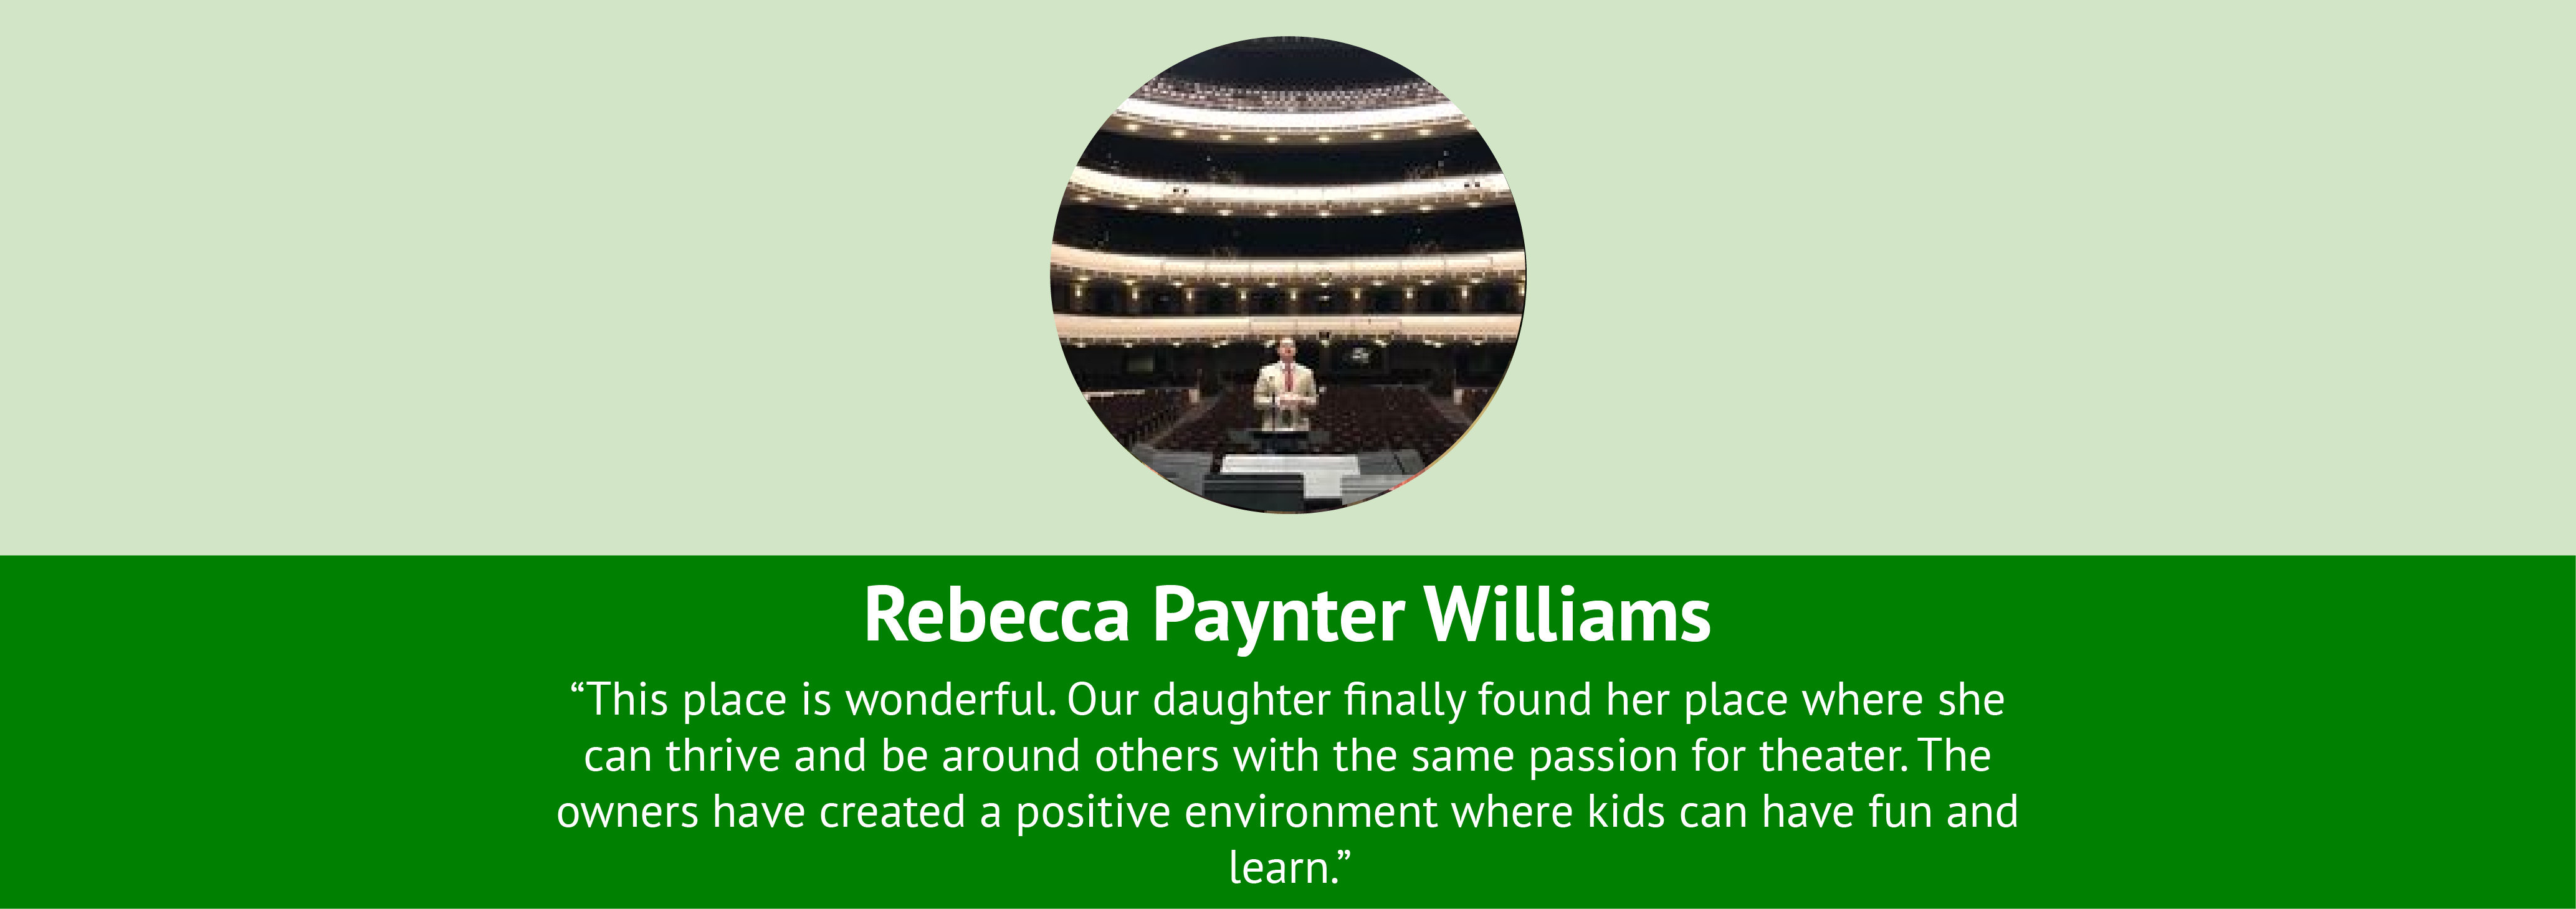 Rebecca Paynter Williams
“This place is wonderful. Our daughter finally found her place where she
can thrive and be around others with the same passion for theater. The
owners have created a positive environment where kids can have fun and
learn.”